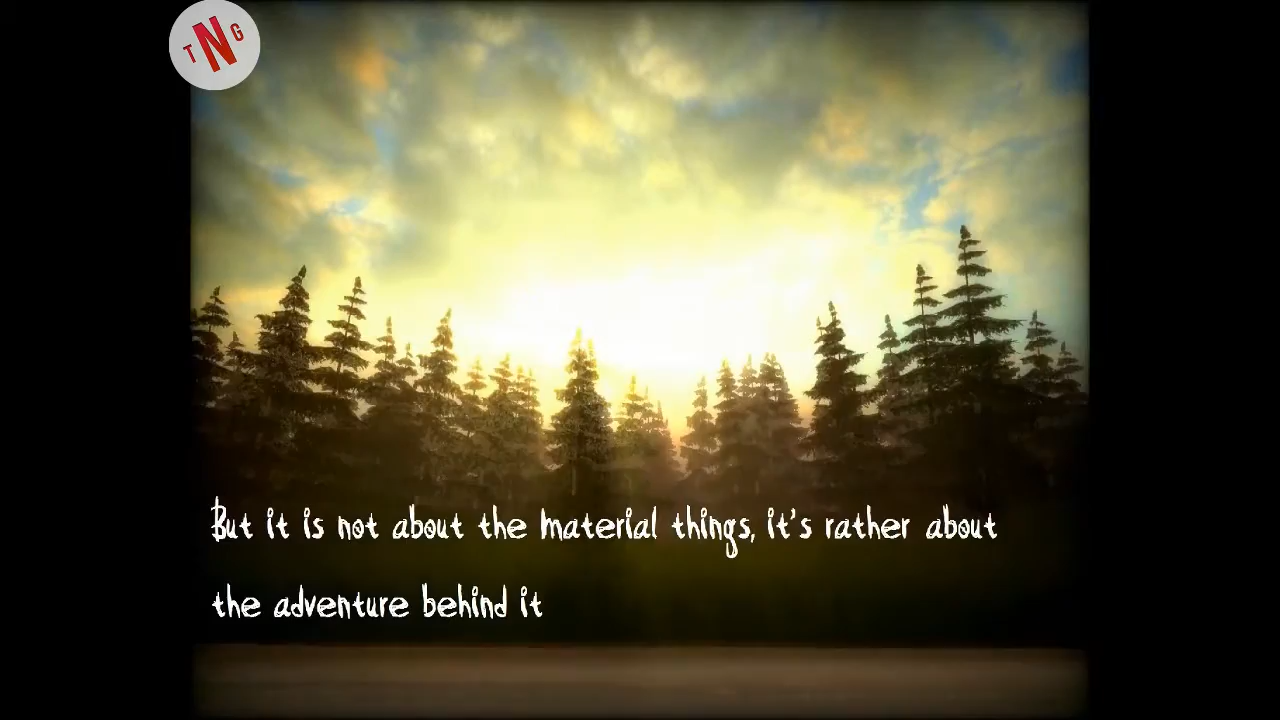 TNG
But it is not about the material things, it's rather about
the adventure behind it